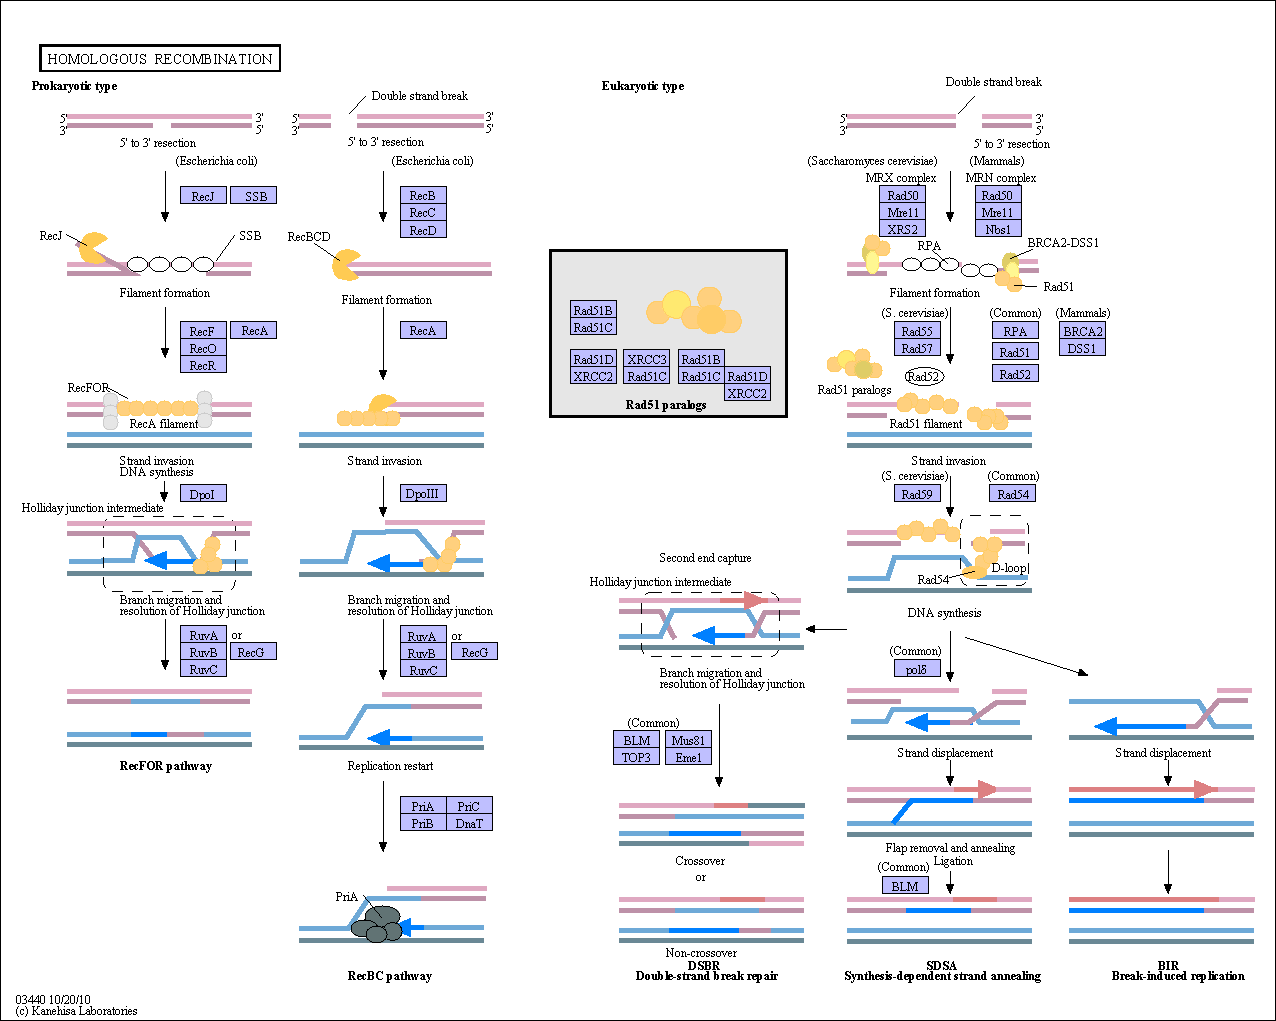 HOMOLOGOUS RECOMBINATION
Prokaryotic type
5'
3'
3'
5'
5' to 3' resection
(Escherichia coli)
RecJ
SSB
RecJ
SSB
Filament formation
RecF
RecA
RecO
RecR
RecFOR
RecA filament
Strand invasion
DNA synthesis
DpoI
Holliday junction intermediate
Branch migration and
resolution of Holliday junction
RuvA
or
RuvB
RecG
RuvC
RecFOR pathway
Double strand break
5'
3'
3'
5'
5' to 3' resection
(Escherichia coli)
RecB
RecC
RecD
RecBCD
Filament formation
RecA
Strand invasion
DpoIII
Branch migration and
resolution of Holliday junction
RuvA
or
RuvB
RecG
RuvC
Replication restart
PriA
PriC
PriB
DnaT
PriA
RecBC pathway
Eukaryotic type
Double strand break
5'
3'
3'
5'
5' to 3' resection
(Saccharomyces cerevisiae)
(Mammals)
MRX complex
MRN complex
Rad50
Mre11
XRS2
Rad50
Mre11
Nbs1
RPA
BRCA2-DSS1
Rad51
Filament formation
(S. cerevisiae)
(Common)
(Mammals)
Rad55
Rad57
RPA
Rad51
Rad52
BRCA2
DSS1
Rad52
Rad51 paralogs
Rad51 filament
Rad51B
Rad51C
Rad51D
XRCC2
XRCC3
Rad51C
Rad51B
Rad51C
Rad51D
XRCC2
Rad51 paralogs
Strand invasion
(S. cerevisiae)
(Common)
Rad59
Rad54
D-loop
Rad54
DNA synthesis
Second end capture
Holliday junction intermediate
Branch migration and
resolution of Holliday junction
(Common)
BLM
TOP3
Mus81
Eme1
Crossover
or
Non-crossover
DSBR
Double-strand break repair
(Common)
polδ
Strand displacement
Flap removal and annealing
Ligation
(Common)
BLM
SDSA
Synthesis-dependent strand annealing
Strand displacement
BIR
Break-induced replication
03440 10/20/10
(c) Kanehisa Laboratories